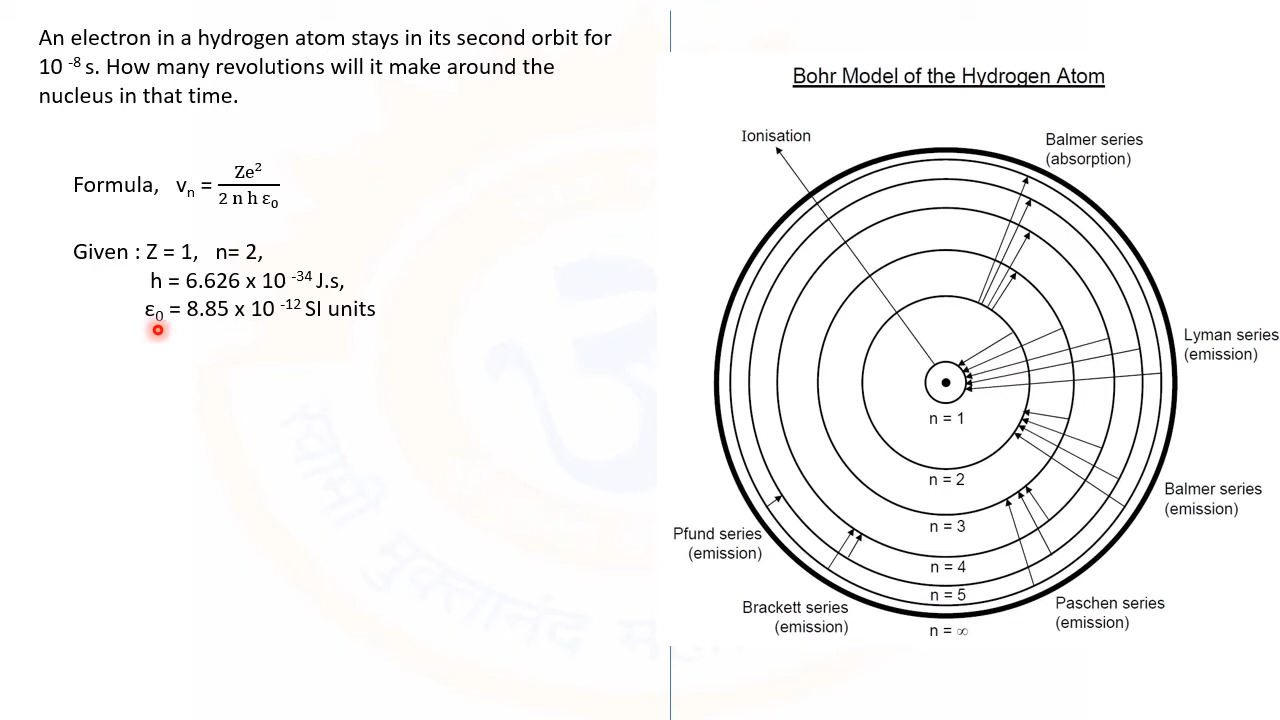 An electron in a hydrogen atom stays in its second orbit for
10 ⁻⁸ s. How many revolutions will it make around the
nucleus in that time.
Formula, vₙ = Ze² / 2 n h ε₀
Given : Z = 1, n= 2,
h = 6.626 x 10 ⁻³⁴ J.s,
ε₀ = 8.85 x 10 ⁻¹² SI units
स्वामी मुक्तानंद
Bohr Model of the Hydrogen Atom
Ionisation
Balmer series
(absorption)
Lyman series
(emission)
n = 1
n = 2
Balmer series
(emission)
n = 3
Pfund series
(emission)
n = 4
n = 5
Brackett series
(emission)
Paschen series
(emission)
n = ∞